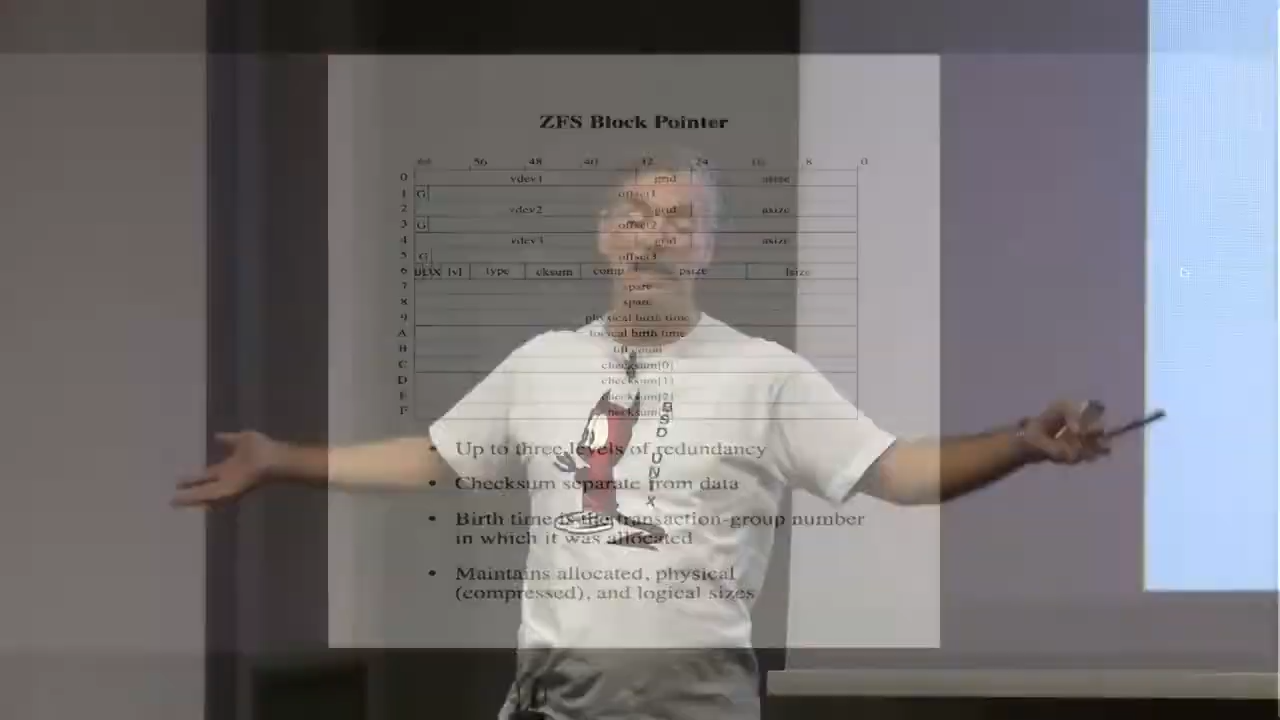 ZFS Block Pointer
64 56 48 40 32 24 16 8 0
0 vdev1 grid asize
1 G offset1
2 vdev2 grid asize
3 G offset2
4 vdev3 grid asize
5 G offset3
6 BDX lvl type cksum comp psize lsize
7 spare
8 spare
9 physical birth time
A logical birth time
B fill count
C checksum[0]
D checksum[1]
E checksum[2]
F checksum
• Up to three levels of redundancy
• Checksum separate from data
• Birth time is the transaction-group number
in which it was allocated
• Maintains allocated, physical
(compressed), and logical sizes
BSD UNIX